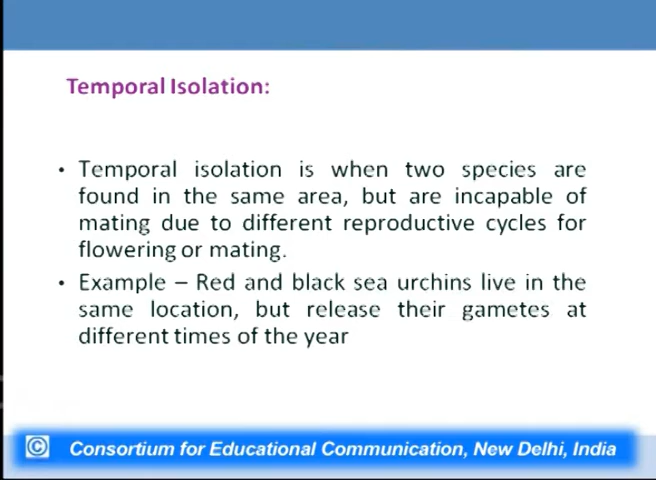 Temporal Isolation:
• Temporal isolation is when two species are
found in the same area, but are incapable of
mating due to different reproductive cycles for
flowering or mating.
• Example – Red and black sea urchins live in the
same location, but release their gametes at
different times of the year
© Consortium for Educational Communication, New Delhi, India